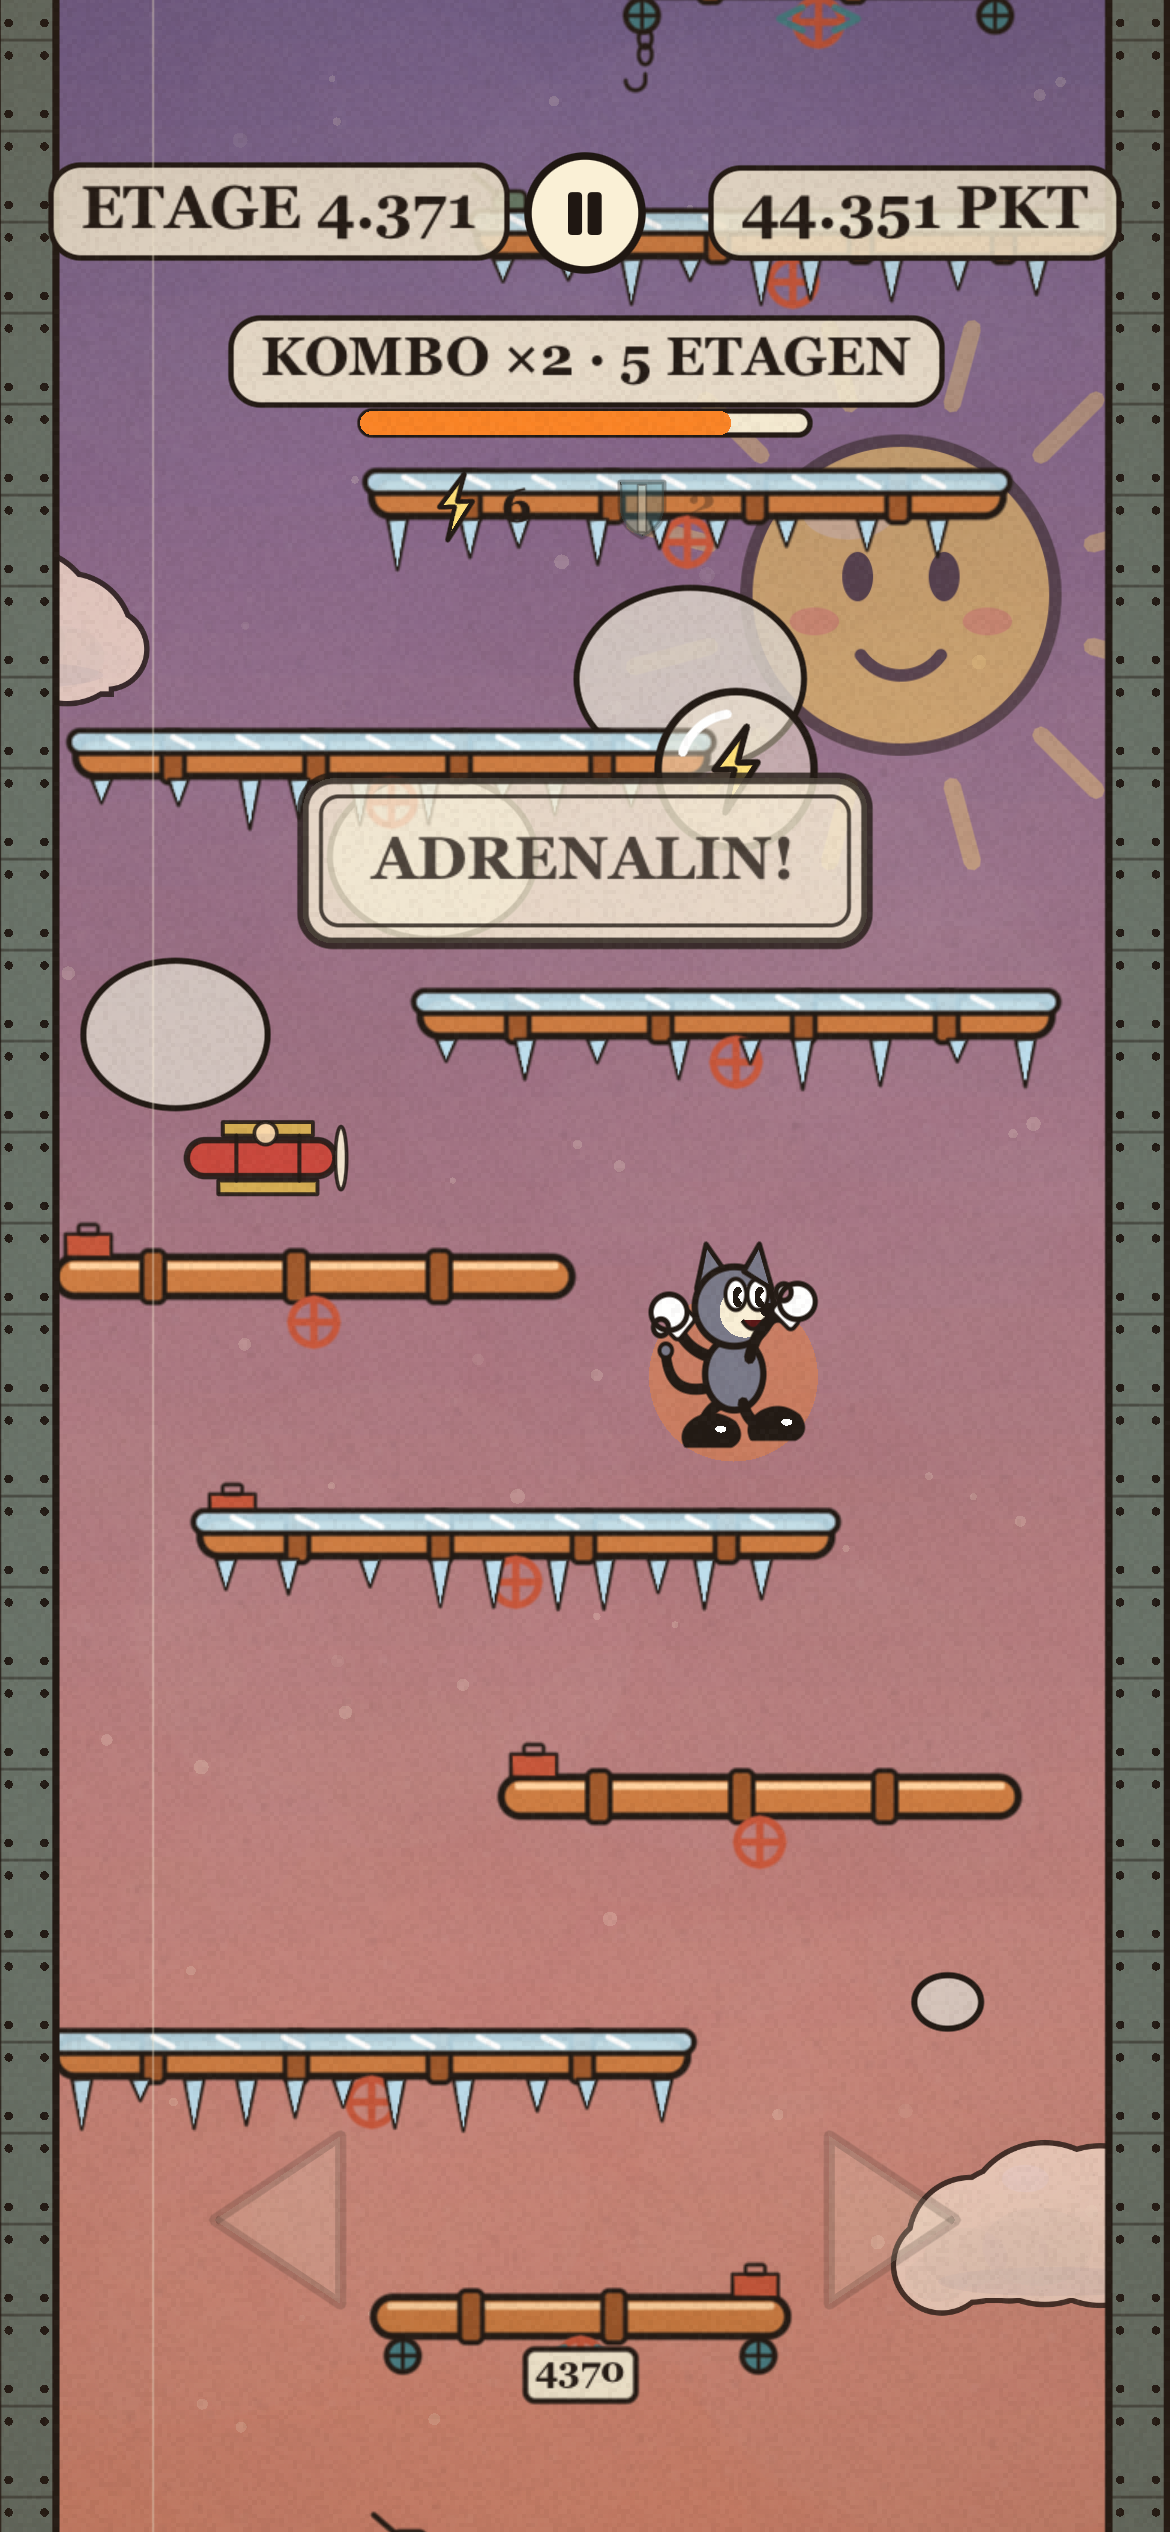 ETAGE 4.371
44.351 PKT
KOMBO ×2 · 5 ETAGEN
6
ADRENALIN!
4370